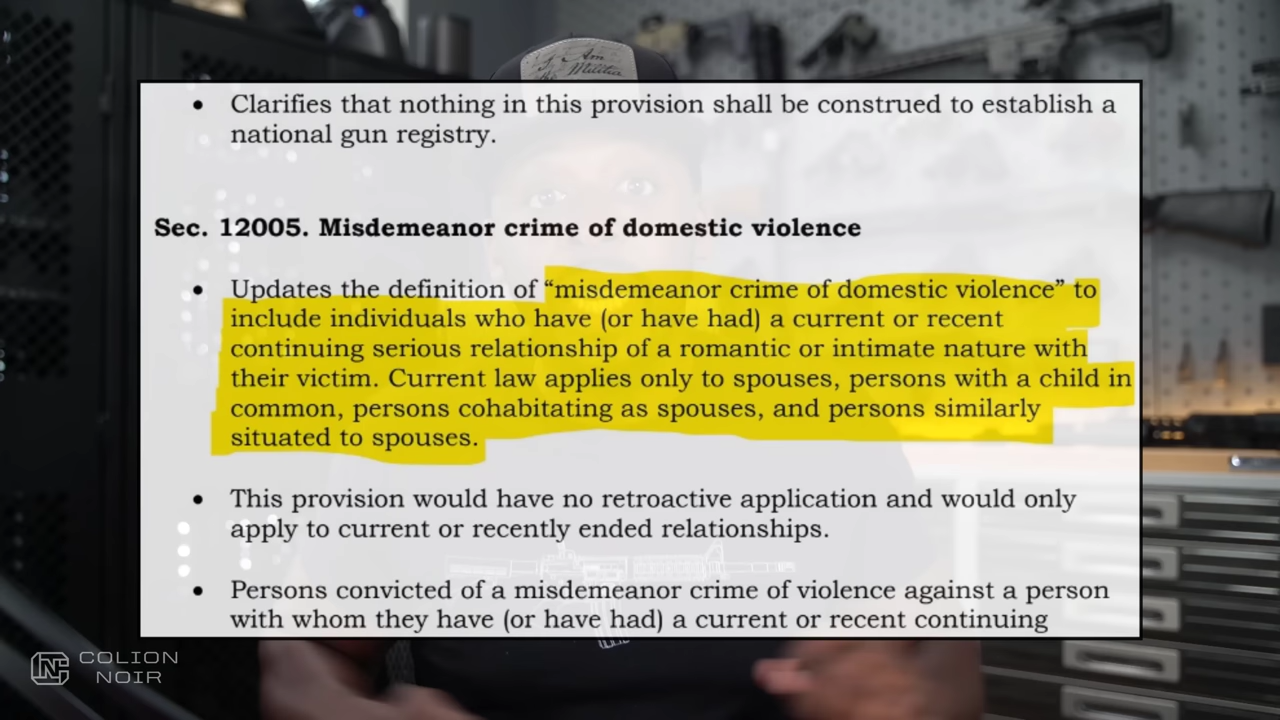 I Am
Militia
• Clarifies that nothing in this provision shall be construed to establish a
national gun registry.
Sec. 12005. Misdemeanor crime of domestic violence
• Updates the definition of “misdemeanor crime of domestic violence” to
include individuals who have (or have had) a current or recent
continuing serious relationship of a romantic or intimate nature with
their victim. Current law applies only to spouses, persons with a child in
common, persons cohabitating as spouses, and persons similarly
situated to spouses.
• This provision would have no retroactive application and would only
apply to current or recently ended relationships.
• Persons convicted of a misdemeanor crime of violence against a person
with whom they have (or have had) a current or recent continuing
COLION
NOIR